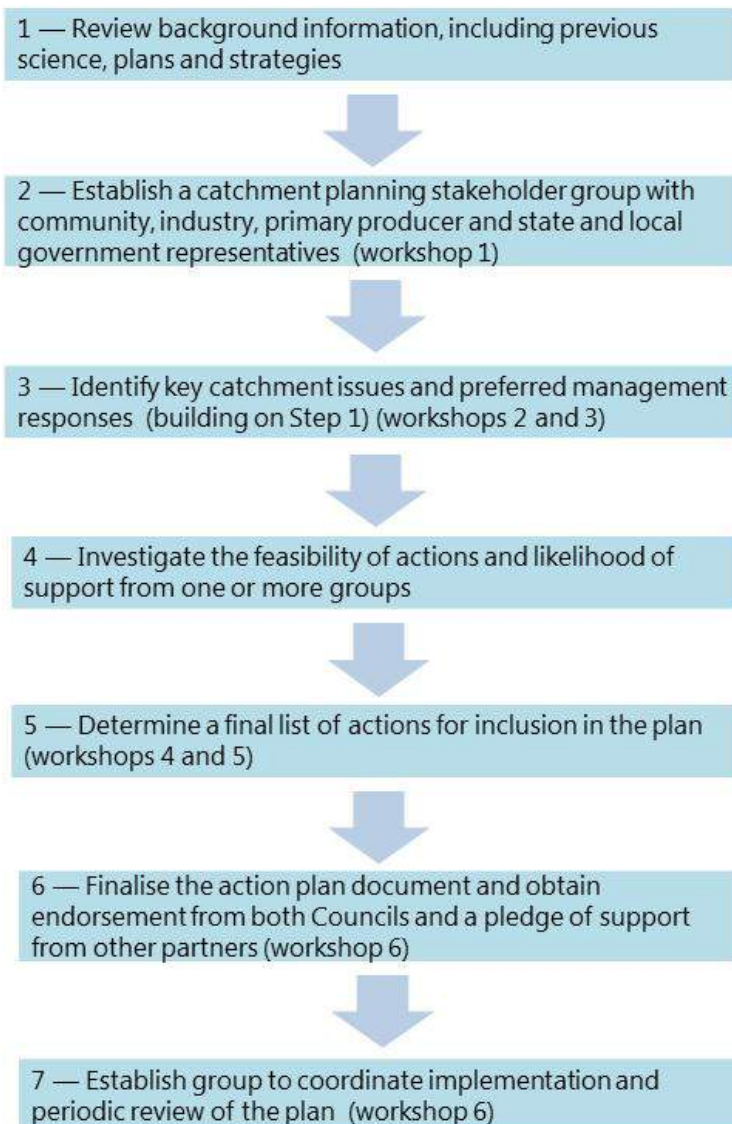 1 — Review background information, including previous
science, plans and strategies
2 — Establish a catchment planning stakeholder group with
community, industry, primary producer and state and local
government representatives (workshop 1)
3 — Identify key catchment issues and preferred management
responses (building on Step 1) (workshops 2 and 3)
4 — Investigate the feasibility of actions and likelihood of
support from one or more groups
5 — Determine a final list of actions for inclusion in the plan
(workshops 4 and 5)
6 — Finalise the action plan document and obtain
endorsement from both Councils and a pledge of support
from other partners (workshop 6)
7 — Establish group to coordinate implementation and
periodic review of the plan (workshop 6)